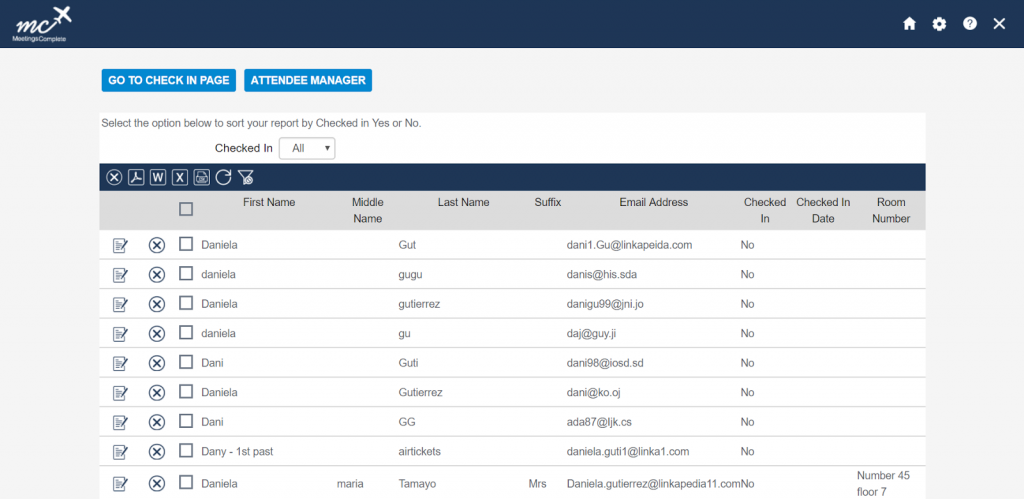 mc
MeetingsComplete
GO TO CHECK IN PAGE ATTENDEE MANAGER
Select the option below to sort your report by Checked in Yes or No.
Checked In All
First Name Middle Name Last Name Suffix Email Address Checked In Checked In Date Room Number
Daniela Gut dani1.Gu@linkapeida.com No
daniela gugu danis@his.sda No
Daniela gutierrez danigu99@jni.jo No
daniela gu daj@guy.ji No
Dani Guti dani98@iosd.sd No
Daniela Gutierrez dani@ko.oj No
Dani GG ada87@ljk.cs No
Dany - 1st past airtickets daniela.guti1@linka1.com No
Daniela maria Tamayo Mrs Daniela.gutierrez@linkapedia11.comNo Number 45
floor 7